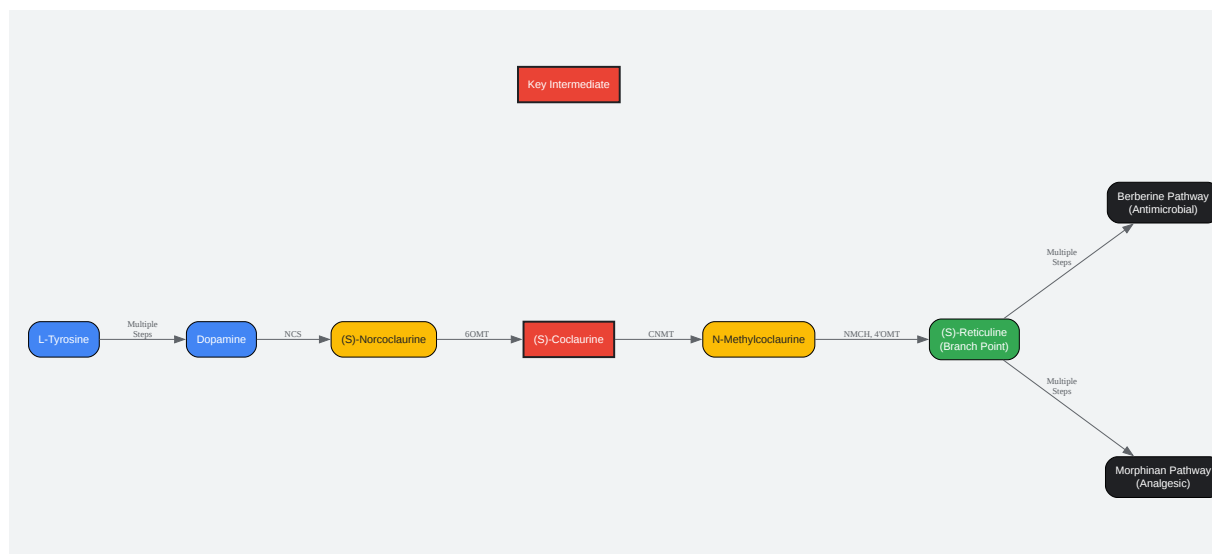 Key Intermediate
Berberine Pathway
(Antimicrobial)
Multiple
Steps
L-Tyrosine
Multiple
Steps
Dopamine
NCS
(S)-Norcoclaurine
6OMT
(S)-Coclaurine
CNMT
N-Methylcoclaurine
NMCH, 4'OMT
(S)-Reticuline
(Branch Point)
Multiple
Steps
Morphinan Pathway
(Analgesic)